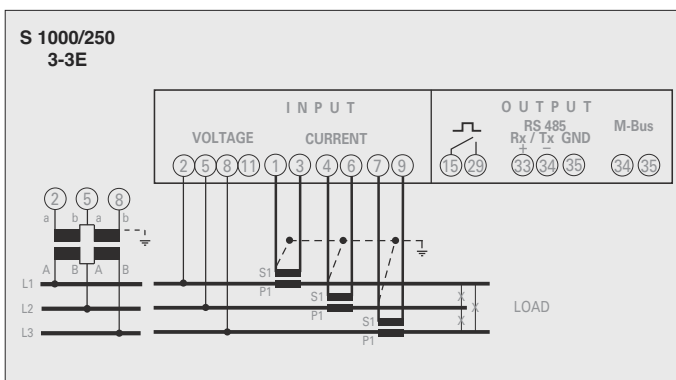 S 1000/250
3-3E
INPUT
OUTPUT
VOLTAGE CURRENT
RS 485
Rx / Tx GND
+ −
M-Bus
2 5 8 11 1 3 4 6 7 9
15 29 33 34 35 34 35
2 5 8
a b a b
A B A B
L1
L2
L3
S1
P1
S1
P1
S1
P1
LOAD